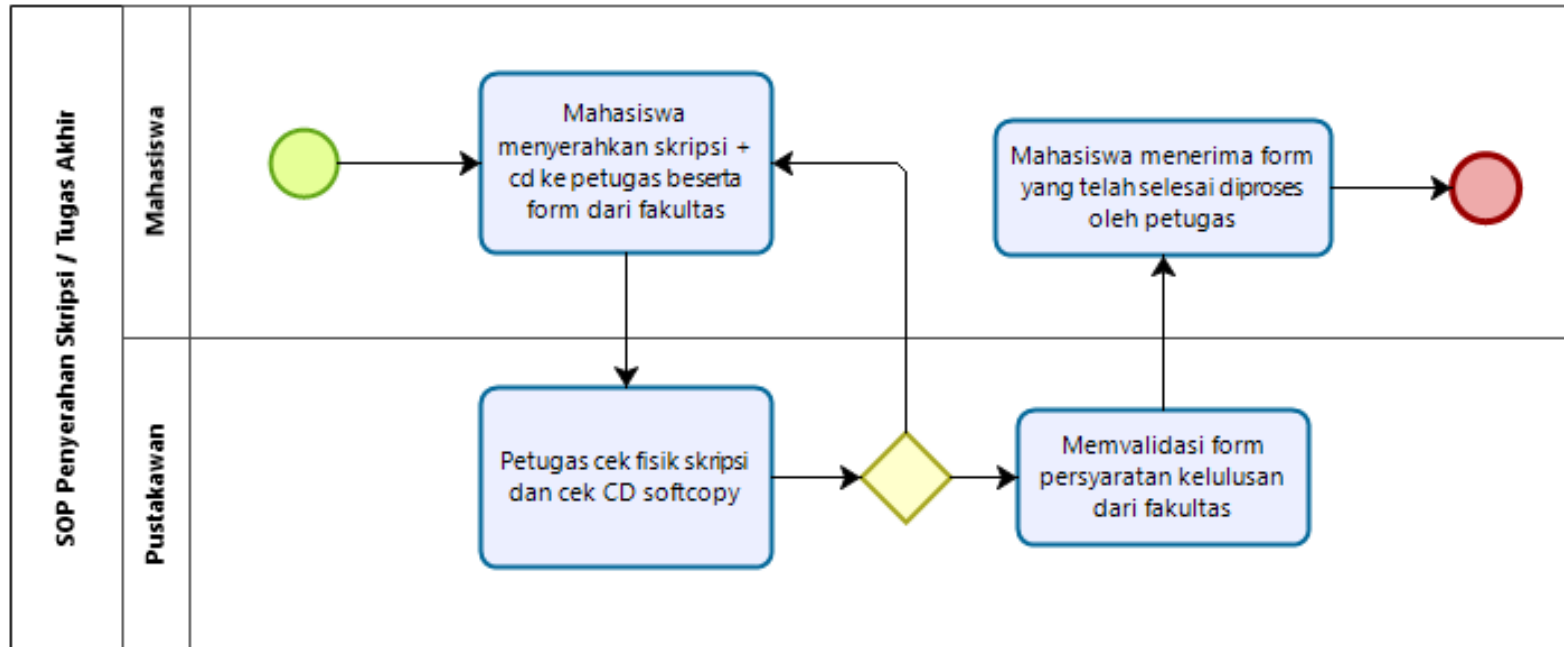 SOP Penyerahan Skripsi / Tugas Akhir
Mahasiswa
Mahasiswa
menyerahkan skripsi +
cd ke petugas beserta
form dari fakultas
Mahasiswa menerima form
yang telah selesai diproses
oleh petugas
Pustakawan
Petugas cek fisik skripsi
dan cek CD softcopy
Memvalidasi form
persyaratan kelulusan
dari fakultas